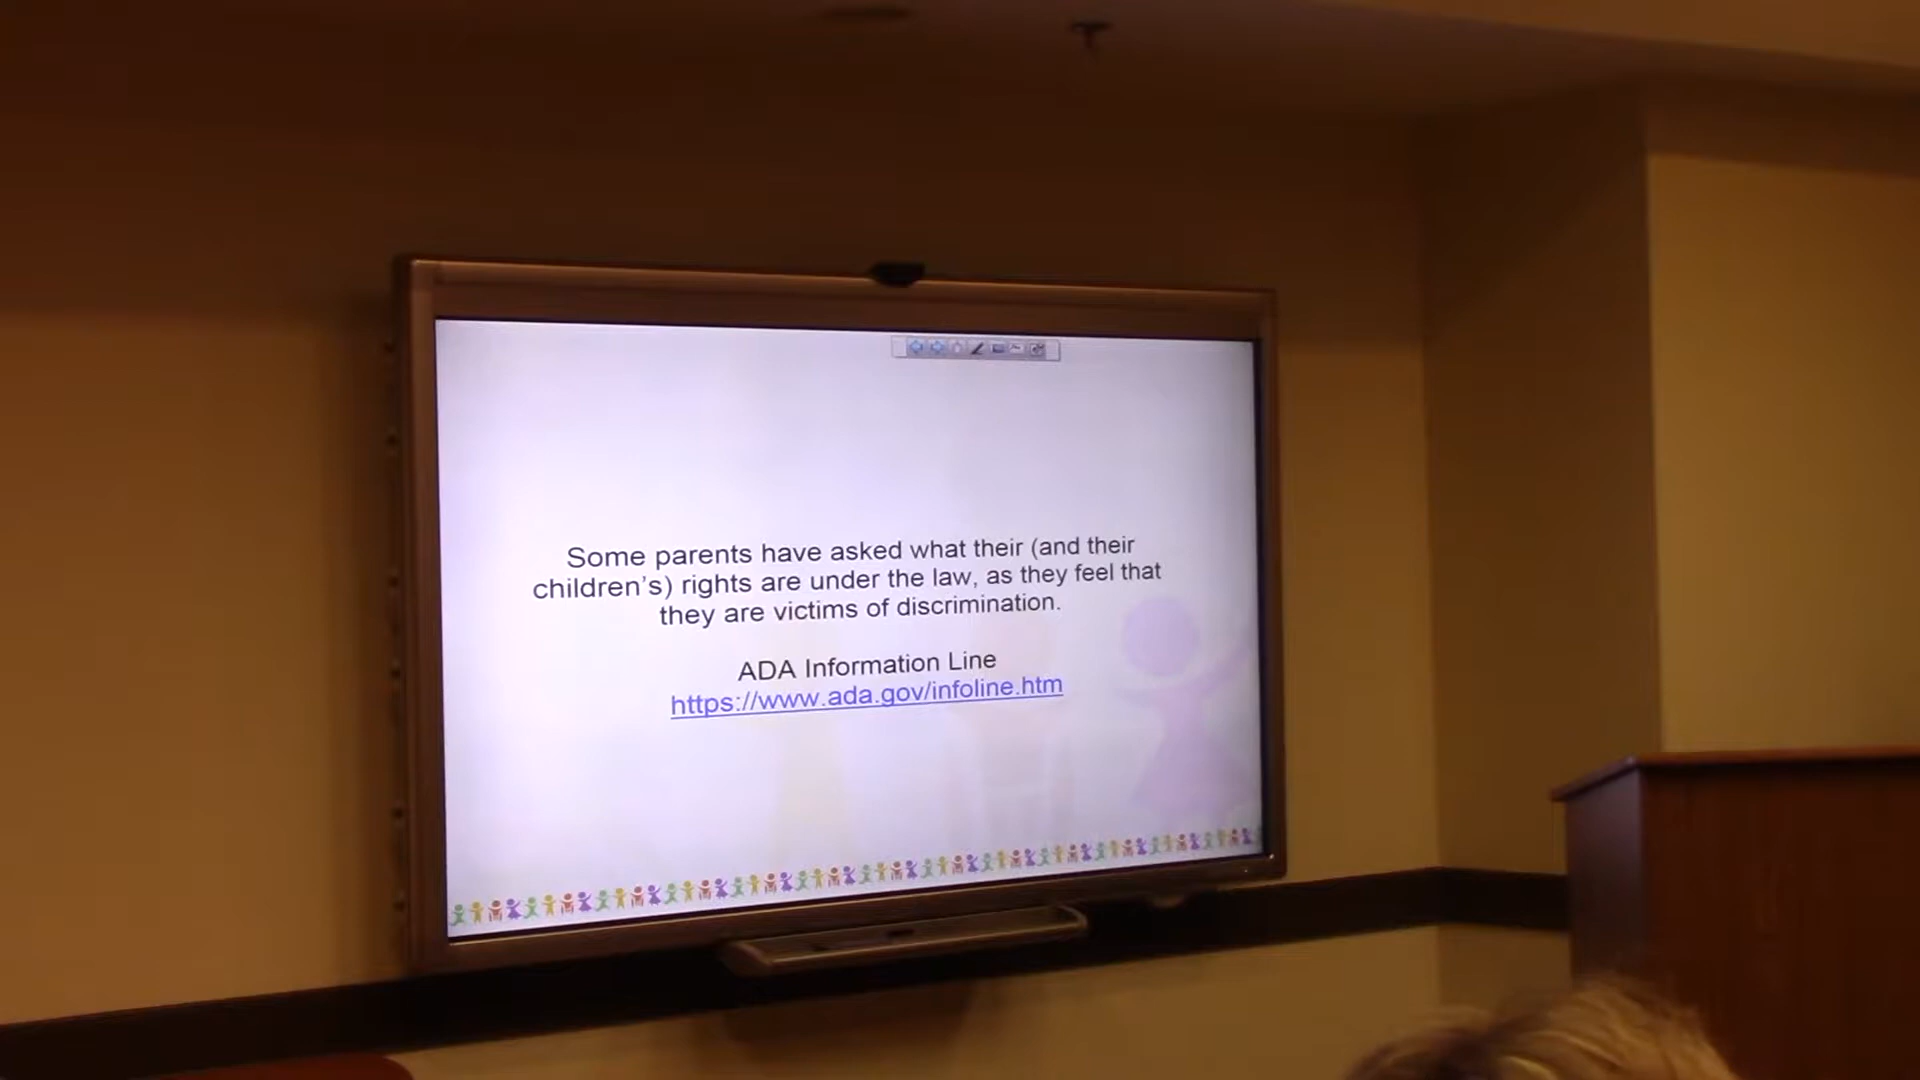 Some parents have asked what their (and their
children's) rights are under the law, as they feel that
they are victims of discrimination.
ADA Information Line
https://www.ada.gov/infoline.htm